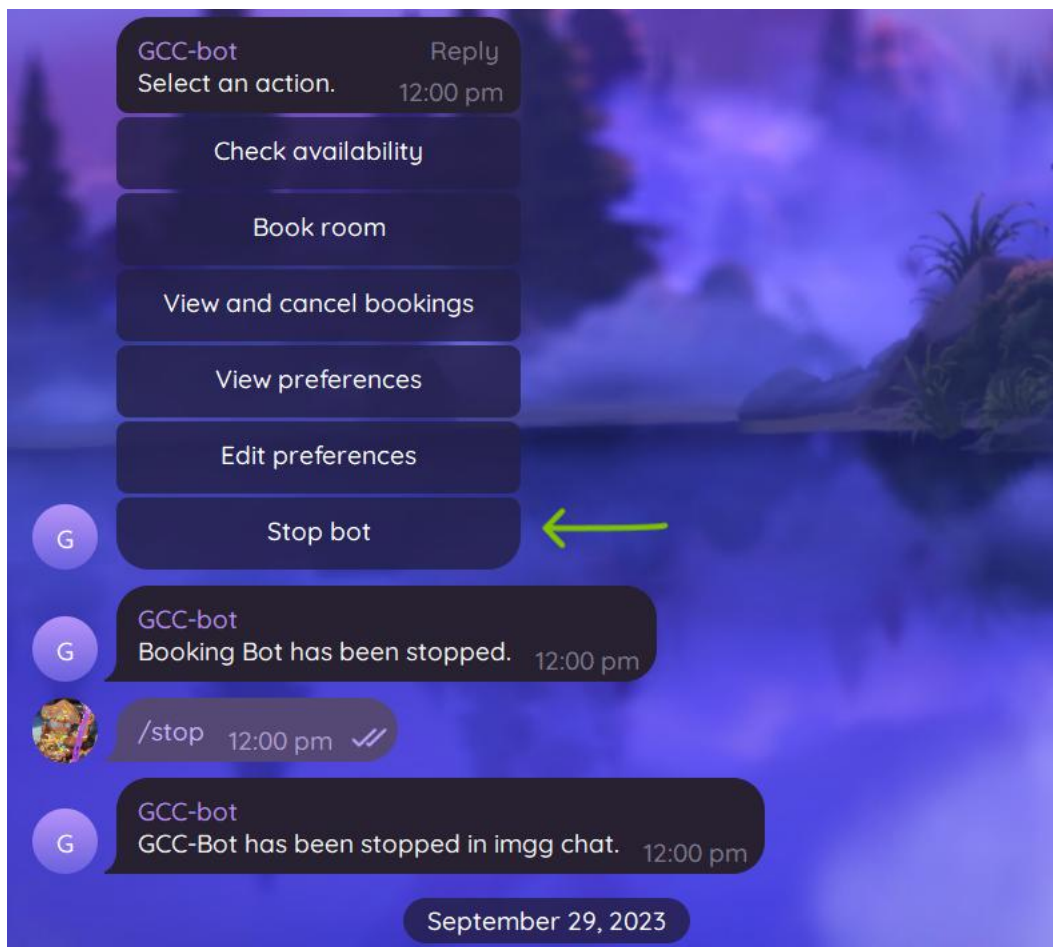 GCC-bot Reply
Select an action. 12:00 pm
Check availability
Book room
View and cancel bookings
View preferences
Edit preferences
G Stop bot
GCC-bot
G Booking Bot has been stopped. 12:00 pm
/stop 12:00 pm
GCC-bot
G GCC-Bot has been stopped in imgg chat. 12:00 pm
September 29, 2023